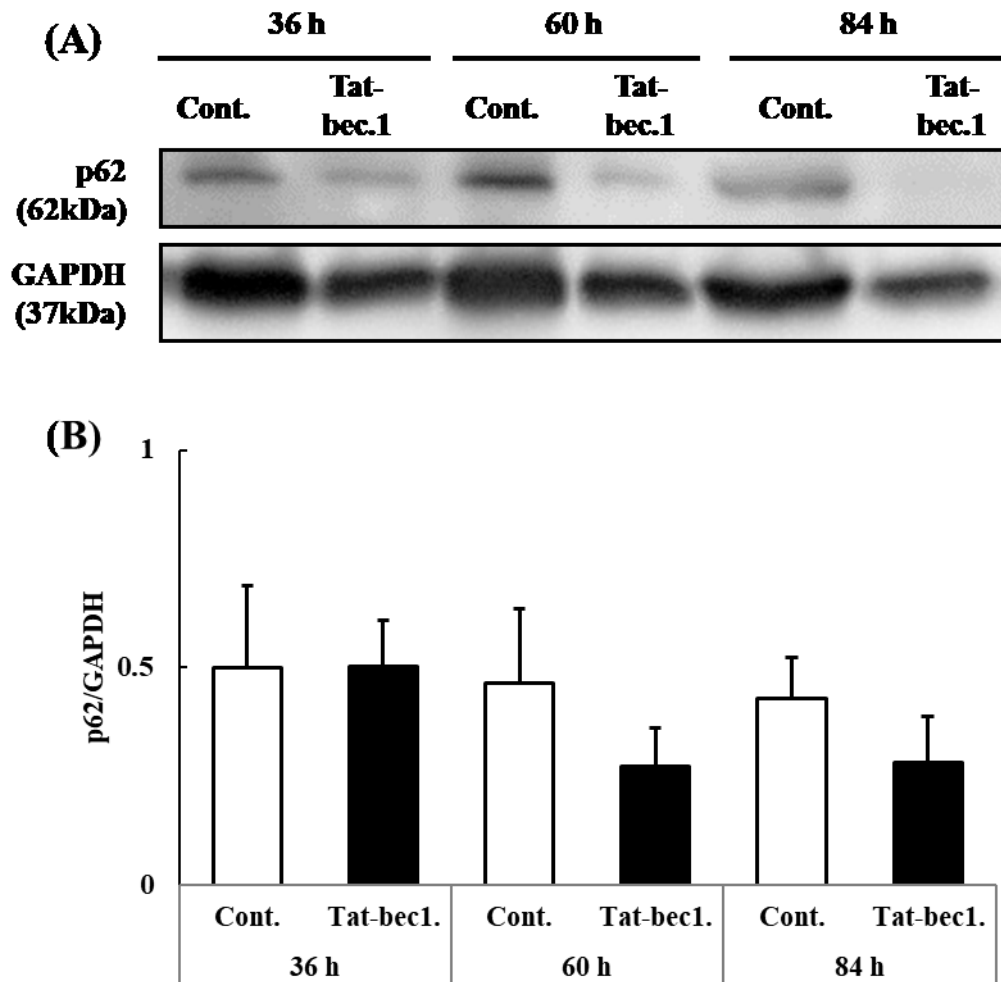 (A)
36 h 60 h 84 h
Cont. Tat-bec.1 Cont. Tat-bec.1 Cont. Tat-bec.1
p62
(62kDa)
GAPDH
(37kDa)
(B)
1
0.5
0
p62/GAPDH
Cont. Tat-bec1. Cont. Tat-bec1. Cont. Tat-bec1.
36 h 60 h 84 h